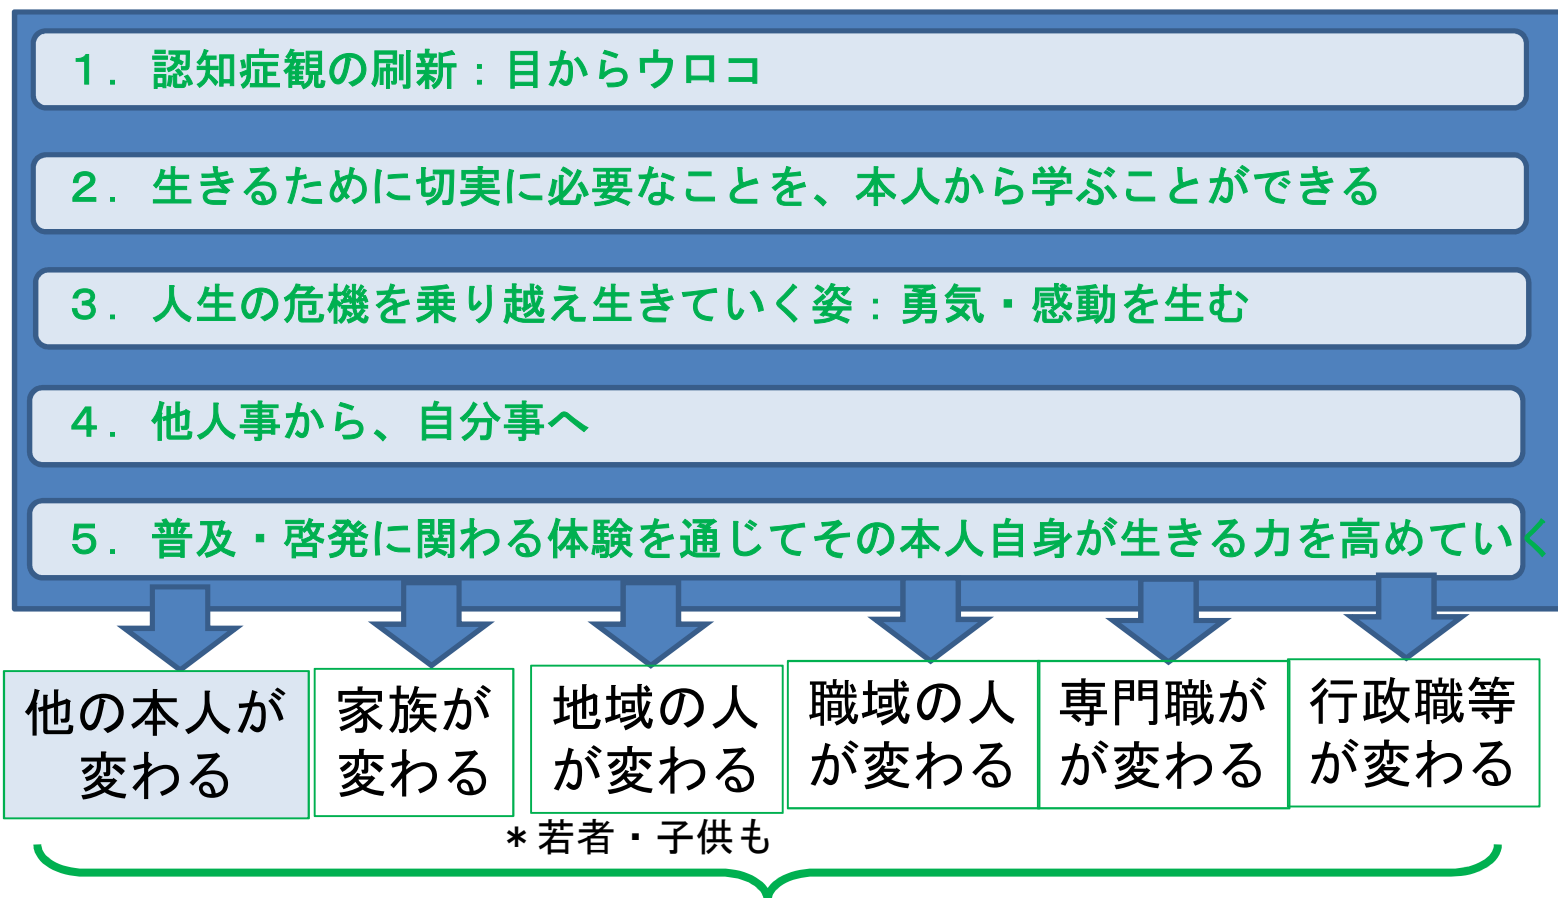 １．認知症観の刷新：目からウロコ
２．生きるために切実に必要なことを、本人から学ぶことができる
３．人生の危機を乗り越え生きていく姿：勇気・感動を生む
４．他人事から、自分事へ
５．普及・啓発に関わる体験を通じてその本人自身が生きる力を高めていく
他の本人が
変わる
家族が
変わる
地域の人
が変わる
職域の人
が変わる
専門職が
が変わる
行政職等
が変わる
＊若者・子供も